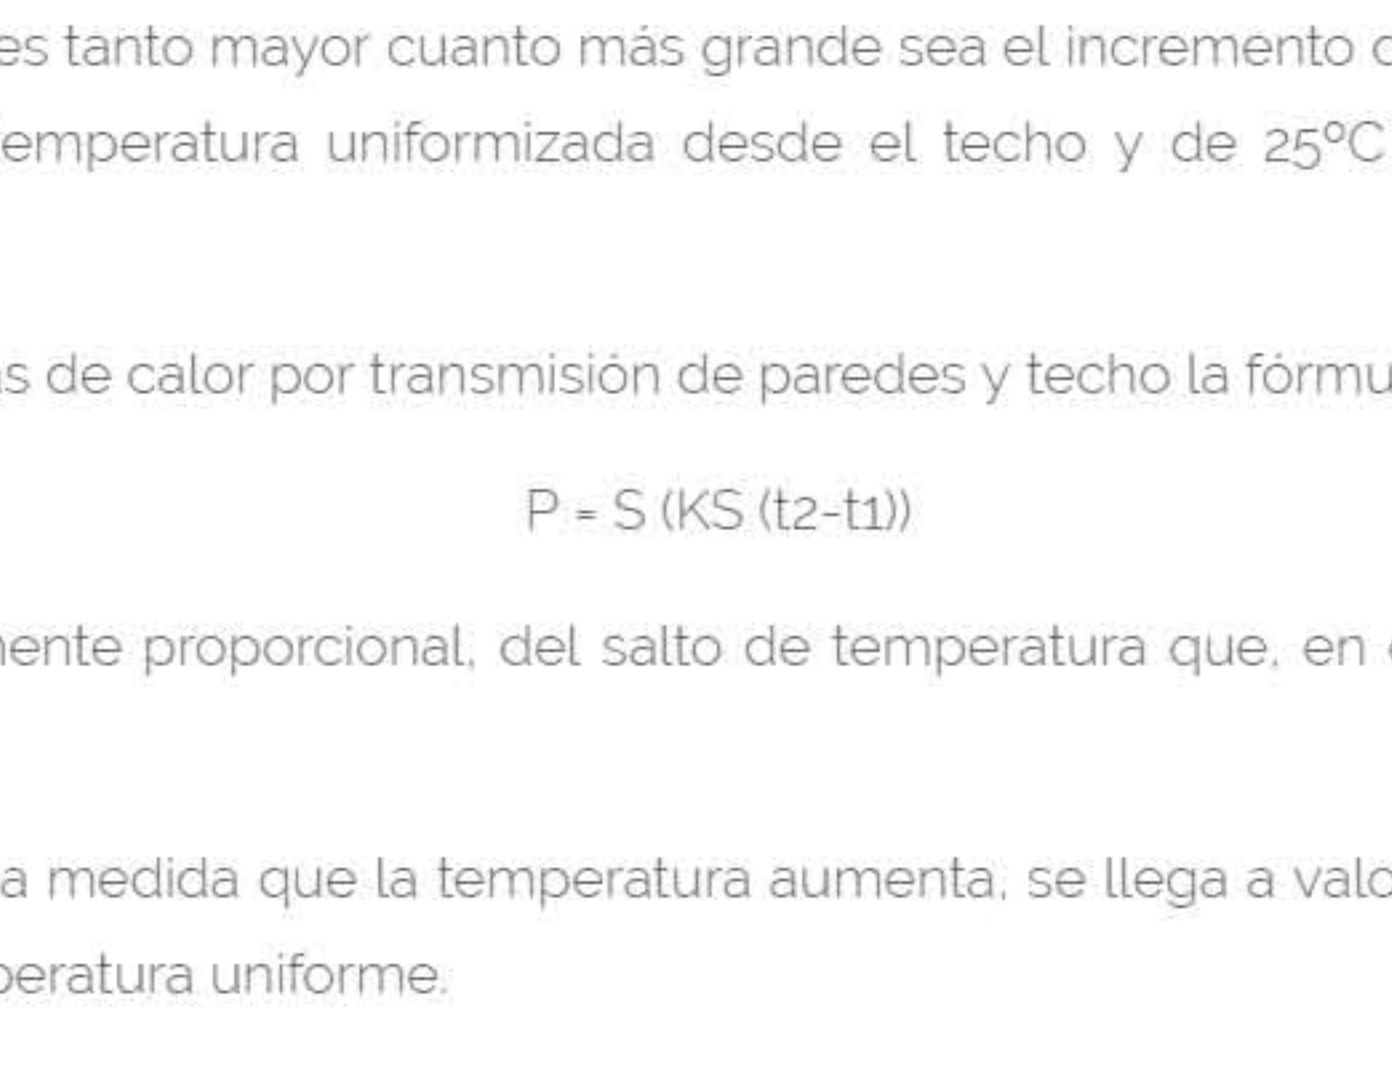 es tanto mayor cuanto más grande sea el incremento
emperatura uniformizada desde el techo y de 25ºC
s de calor por transmisión de paredes y techo la fórmu
P = S (KS (t2-t1))
ente proporcional, del salto de temperatura que, en
a medida que la temperatura aumenta, se llega a valo
peratura uniforme.